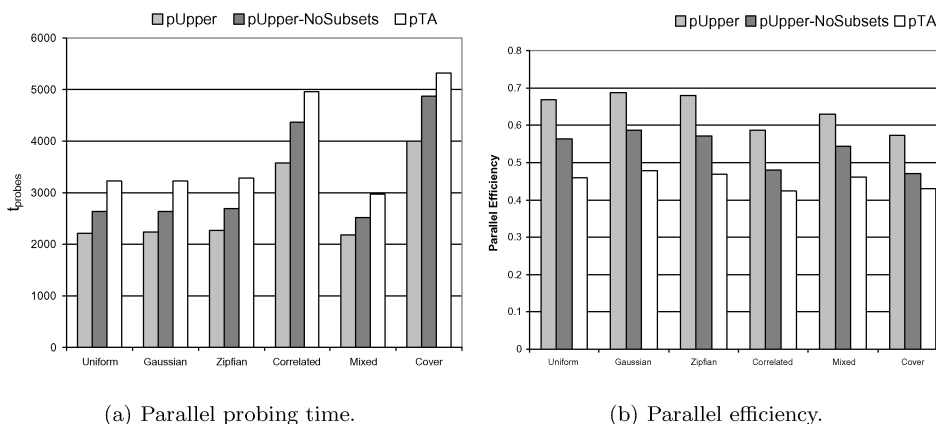 pUpper pUpper-NoSubsets pTA
6000
5000
4000
3000
2000
1000
0
tprobes
Uniform Gaussian Zipfian Correlated Mixed Cover
(a) Parallel probing time.
pUpper pUpper-NoSubsets pTA
0.8
0.7
0.6
0.5
0.4
0.3
0.2
0.1
0
Parallel Efficiency
Uniform Gaussian Zipfian Correlated Mixed Cover
(b) Parallel efficiency.